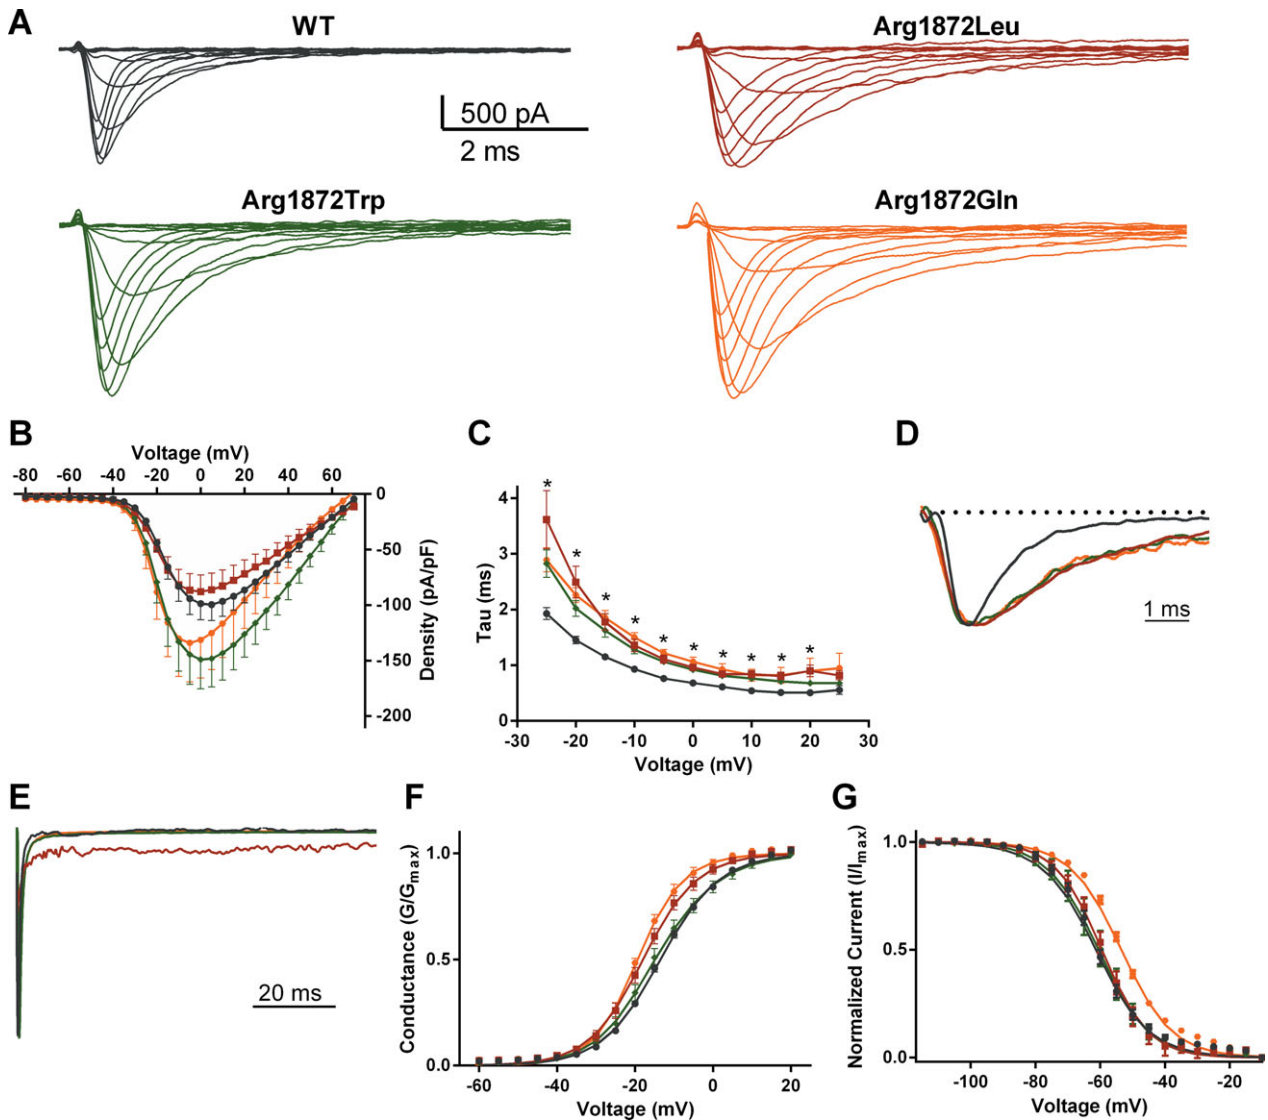 A
WT
Arg1872Leu
500 pA
2 ms
Arg1872Trp
Arg1872Gln
B
Voltage (mV)
-80 -60 -40 -20 0 20 40 60
0
-50
-100
-150
-200
Density (pA/pF)
C
*
*
*
*
*
*
*
*
*
*
4
3
2
1
0
Tau (ms)
-30 -20 -10 0 10 20 30
Voltage (mV)
D
1 ms
E
20 ms
F
1.0
0.5
0.0
Conductance (G/Gmax)
-60 -40 -20 0 20
Voltage (mV)
G
1.0
0.5
0.0
Normalized Current (I/Imax)
-100 -80 -60 -40 -20
Voltage (mV)